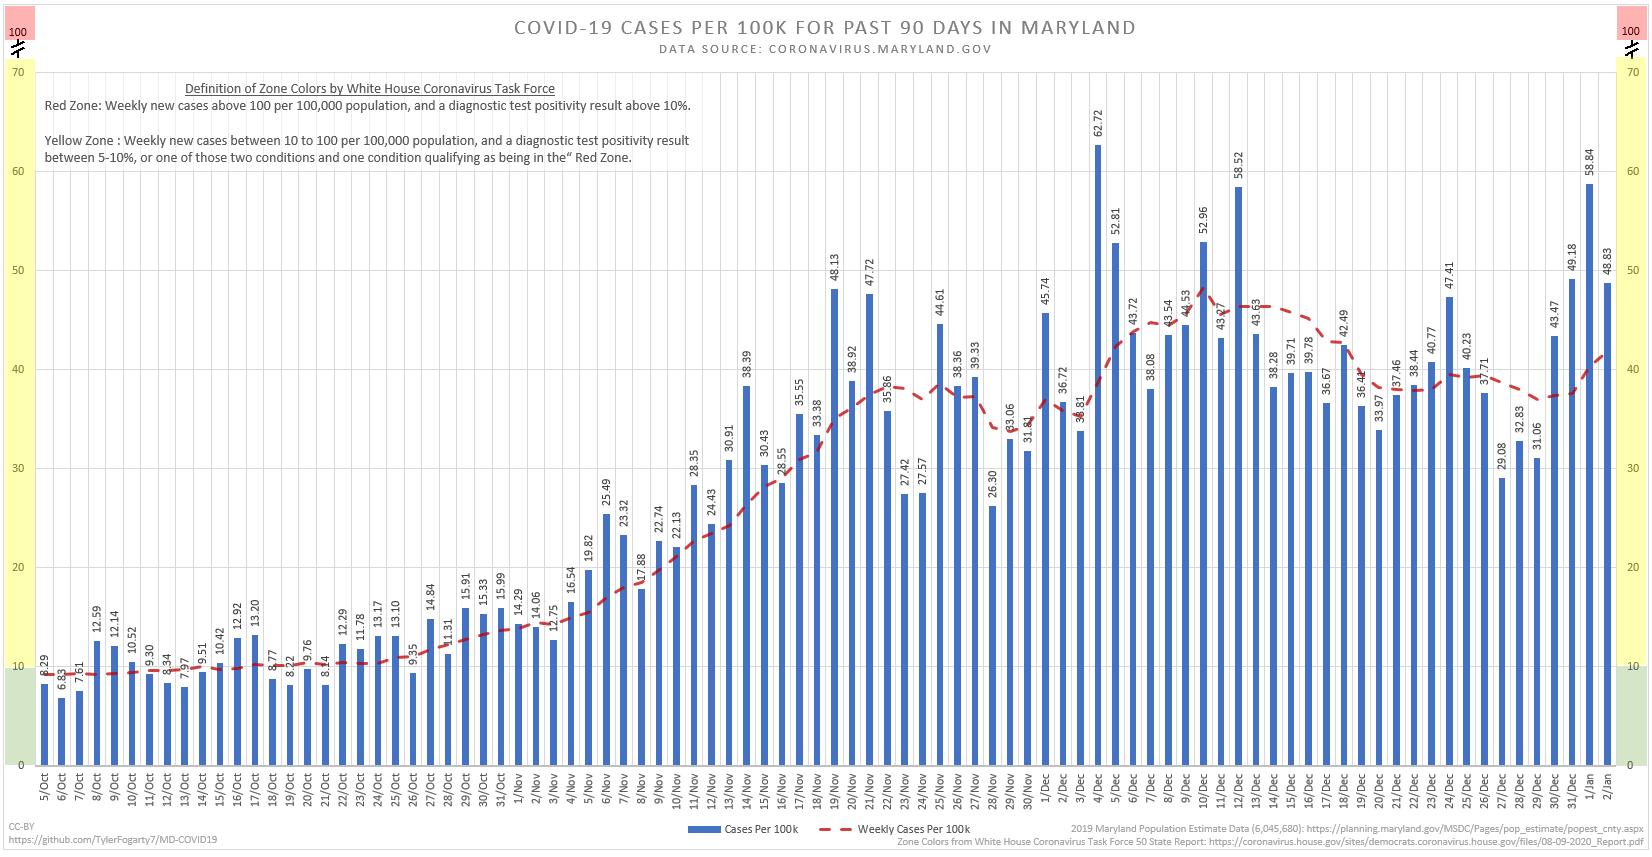 COVID-19 CASES PER 100K FOR PAST 90 DAYS IN MARYLAND
DATA SOURCE: CORONAVIRUS.MARYLAND.GOV
100
100
70
70
Definition of Zone Colors by White House Coronavirus Task Force
Red Zone: Weekly new cases above 100 per 100,000 population, and a diagnostic test positivity result above 10%.
Yellow Zone : Weekly new cases between 10 to 100 per 100,000 population, and a diagnostic test positivity result
between 5-10%, or one of those two conditions and one condition qualifying as being in the“ Red Zone.
60
60
50
50
40
40
30
30
20
20
10
10
0
0
8.29
6.83
7.61
12.59
12.14
10.52
9.30
8.34
7.97
9.51
10.42
12.92
13.20
8.77
8.22
9.76
8.14
12.29
11.78
13.17
13.10
9.35
14.84
11.31
15.91
15.33
15.99
14.29
14.06
12.75
16.54
19.82
25.49
23.32
17.88
22.74
22.13
28.35
24.43
30.91
38.39
30.43
28.55
35.55
33.38
48.13
38.92
47.72
35.86
27.42
27.57
44.61
38.36
39.33
26.30
33.06
31.81
45.74
36.72
33.81
62.72
52.81
43.72
38.08
43.54
44.53
52.96
43.27
58.52
43.63
38.28
39.71
39.78
36.67
42.49
36.41
33.97
37.46
38.44
40.77
47.41
40.23
37.71
29.08
32.83
31.06
43.47
49.18
58.84
48.83
5/Oct
6/Oct
7/Oct
8/Oct
9/Oct
10/Oct
11/Oct
12/Oct
13/Oct
14/Oct
15/Oct
16/Oct
17/Oct
18/Oct
19/Oct
20/Oct
21/Oct
22/Oct
23/Oct
24/Oct
25/Oct
26/Oct
27/Oct
28/Oct
29/Oct
30/Oct
31/Oct
1/Nov
2/Nov
3/Nov
4/Nov
5/Nov
6/Nov
7/Nov
8/Nov
9/Nov
10/Nov
11/Nov
12/Nov
13/Nov
14/Nov
15/Nov
16/Nov
17/Nov
18/Nov
19/Nov
20/Nov
21/Nov
22/Nov
23/Nov
24/Nov
25/Nov
26/Nov
27/Nov
28/Nov
29/Nov
30/Nov
1/Dec
2/Dec
3/Dec
4/Dec
5/Dec
6/Dec
7/Dec
8/Dec
9/Dec
10/Dec
11/Dec
12/Dec
13/Dec
14/Dec
15/Dec
16/Dec
17/Dec
18/Dec
19/Dec
20/Dec
21/Dec
22/Dec
23/Dec
24/Dec
25/Dec
26/Dec
27/Dec
28/Dec
29/Dec
30/Dec
31/Dec
1/Jan
2/Jan
CC-BY
https://github.com/TylerFogarty7/MD-COVID19
Cases Per 100k
Weekly Cases Per 100k
2019 Maryland Population Estimate Data (6,045,680): https://planning.maryland.gov/MSDC/Pages/pop_estimate/popest_cnty.aspx
Zone Colors from White House Coronavirus Task Force 50 State Report: https://coronavirus.house.gov/sites/democrats.coronavirus.house.gov/files/08-09-2020_Report.pdf